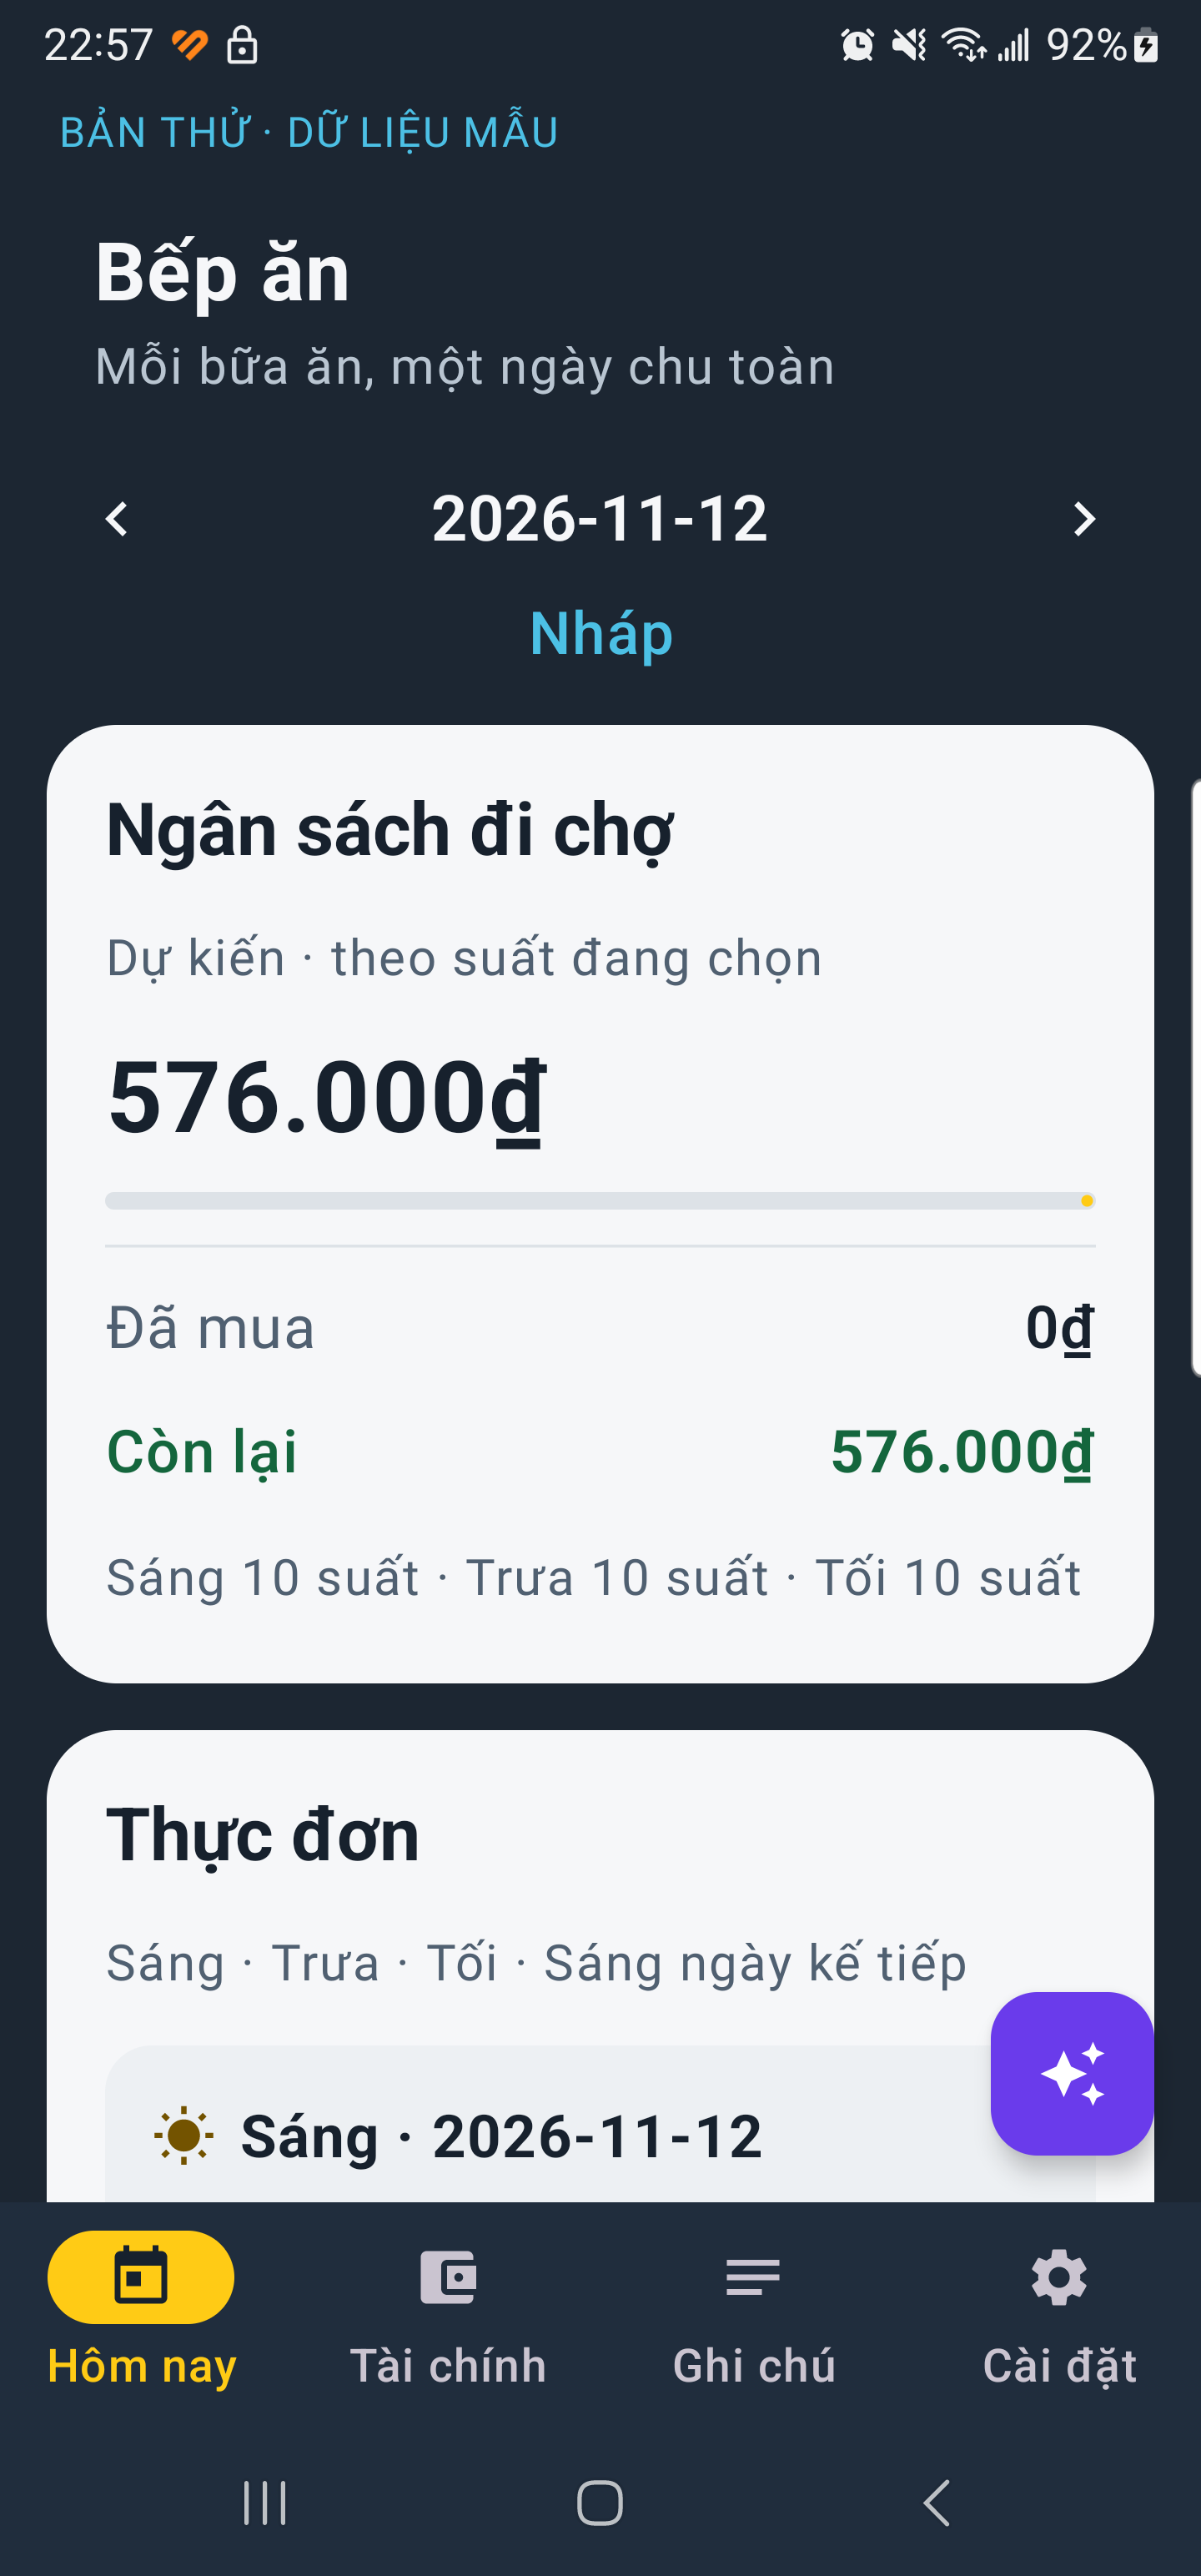 22:57
92%
BẢN THỬ · DỮ LIỆU MẪU
Bếp ăn
Mỗi bữa ăn, một ngày chu toàn
2026-11-12
Nháp
Ngân sách đi chợ
Dự kiến · theo suất đang chọn
576.000₫
Đã mua 0₫
Còn lại 576.000₫
Sáng 10 suất · Trưa 10 suất · Tối 10 suất
Thực đơn
Sáng · Trưa · Tối · Sáng ngày kế tiếp
Sáng · 2026-11-12
Hôm nay Tài chính Ghi chú Cài đặt